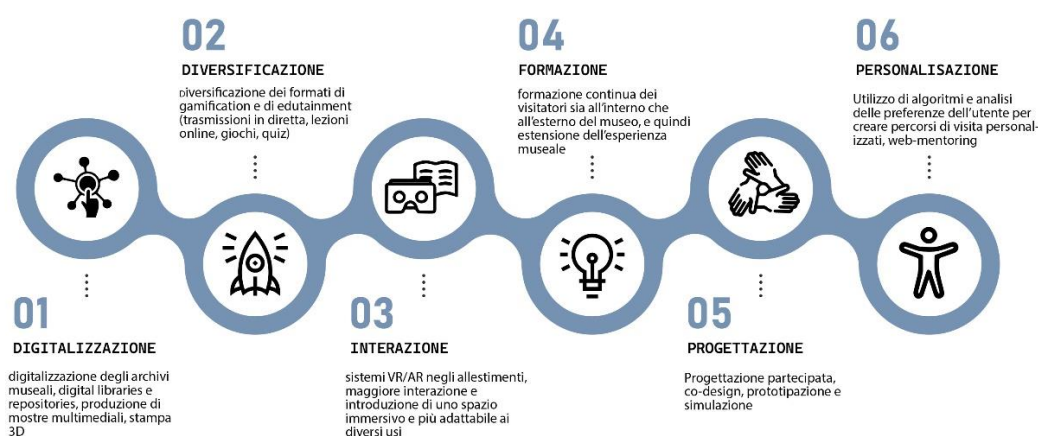 01
DIGITALIZZAZIONE
digitalizzazione degli archivi
museali, digital libraries e
repositories, produzione di
mostre multimediali, stampa
3D
02
DIVERSIFICAZIONE
Diversificazione dei formati di
gamification e di edutainment
(trasmissioni in diretta, lezioni
online, giochi, quiz)
03
INTERAZIONE
sistemi VR/AR negli allestimenti,
maggiore interazione e
introduzione di uno spazio
immersivo e più adattabile ai
diversi usi
04
FORMAZIONE
formazione continua dei
visitatori sia all'interno che
all'esterno del museo, e quindi
estensione dell'esperienza
museale
05
PROGETTAZIONE
Progettazione partecipata,
co-design, prototipazione e
simulazione
06
PERSONALISAZIONE
Utilizzo di algoritmi e analisi
delle preferenze dell'utente per
creare percorsi di visita personal-
izzati, web-mentoring